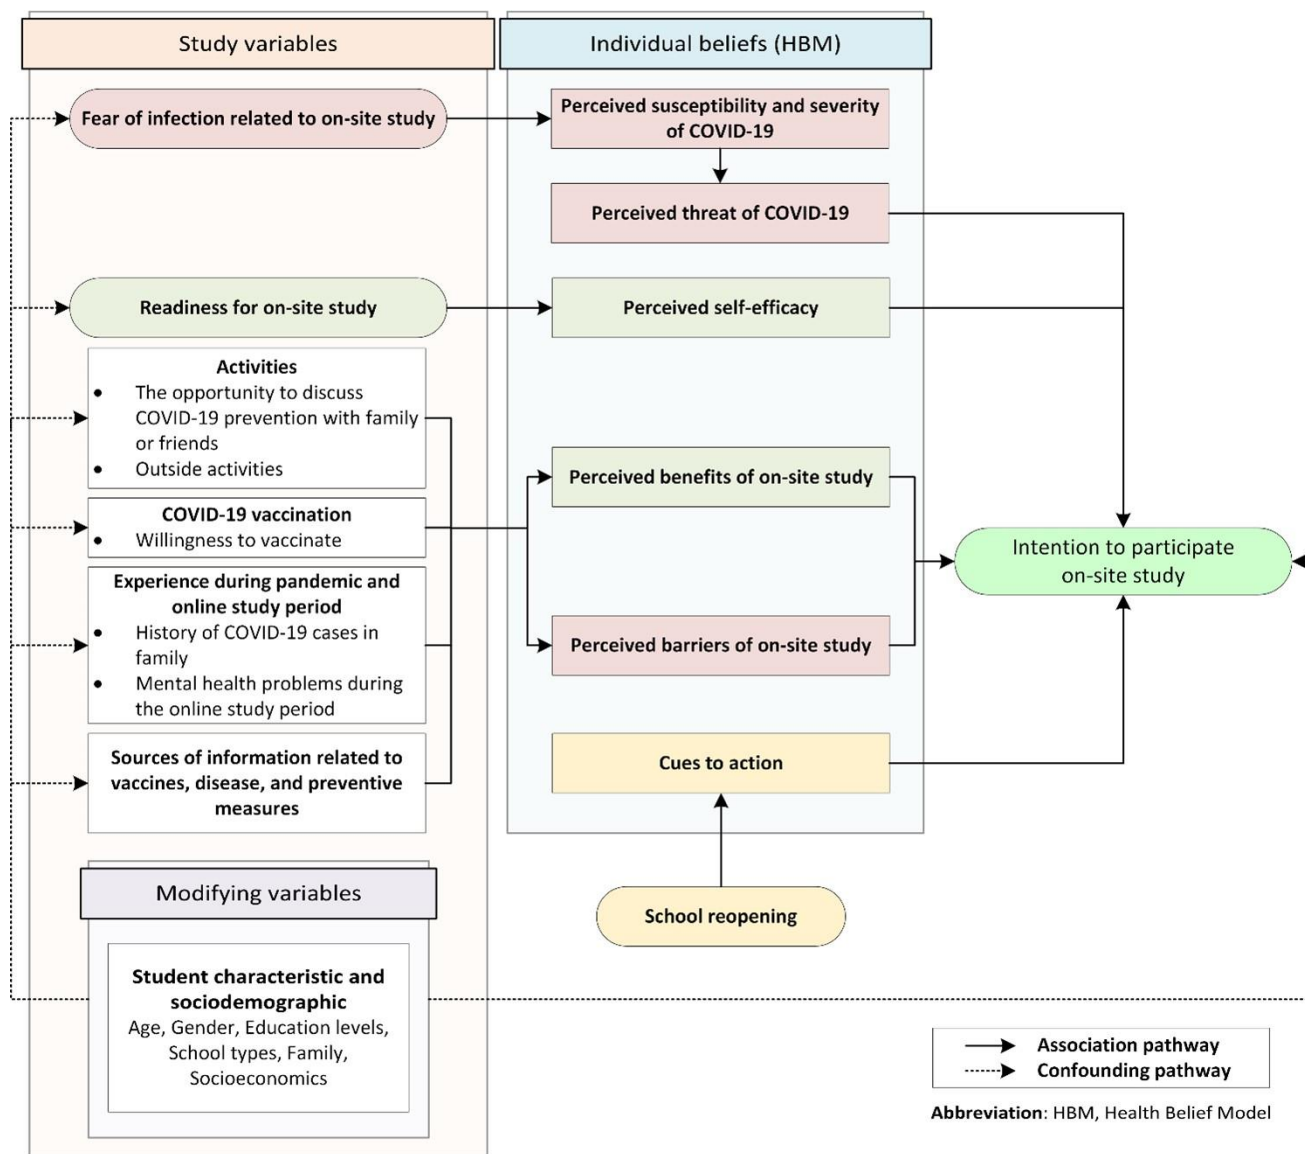 Study variables
Individual beliefs (HBM)
Fear of infection related to on-site study
Perceived susceptibility and severity
of COVID-19
Perceived threat of COVID-19
Readiness for on-site study
Perceived self-efficacy
Activities
● The opportunity to discuss
COVID-19 prevention with family
or friends
● Outside activities
Perceived benefits of on-site study
COVID-19 vaccination
● Willingness to vaccinate
Intention to participate
on-site study
Experience during pandemic and
online study period
● History of COVID-19 cases in
family
● Mental health problems during
the online study period
Perceived barriers of on-site study
Sources of information related to
vaccines, disease, and preventive
measures
Cues to action
School reopening
Modifying variables
Student characteristic and
sociodemographic
Age, Gender, Education levels,
School types, Family,
Socioeconomics
Association pathway
Confounding pathway
Abbreviation: HBM, Health Belief Model